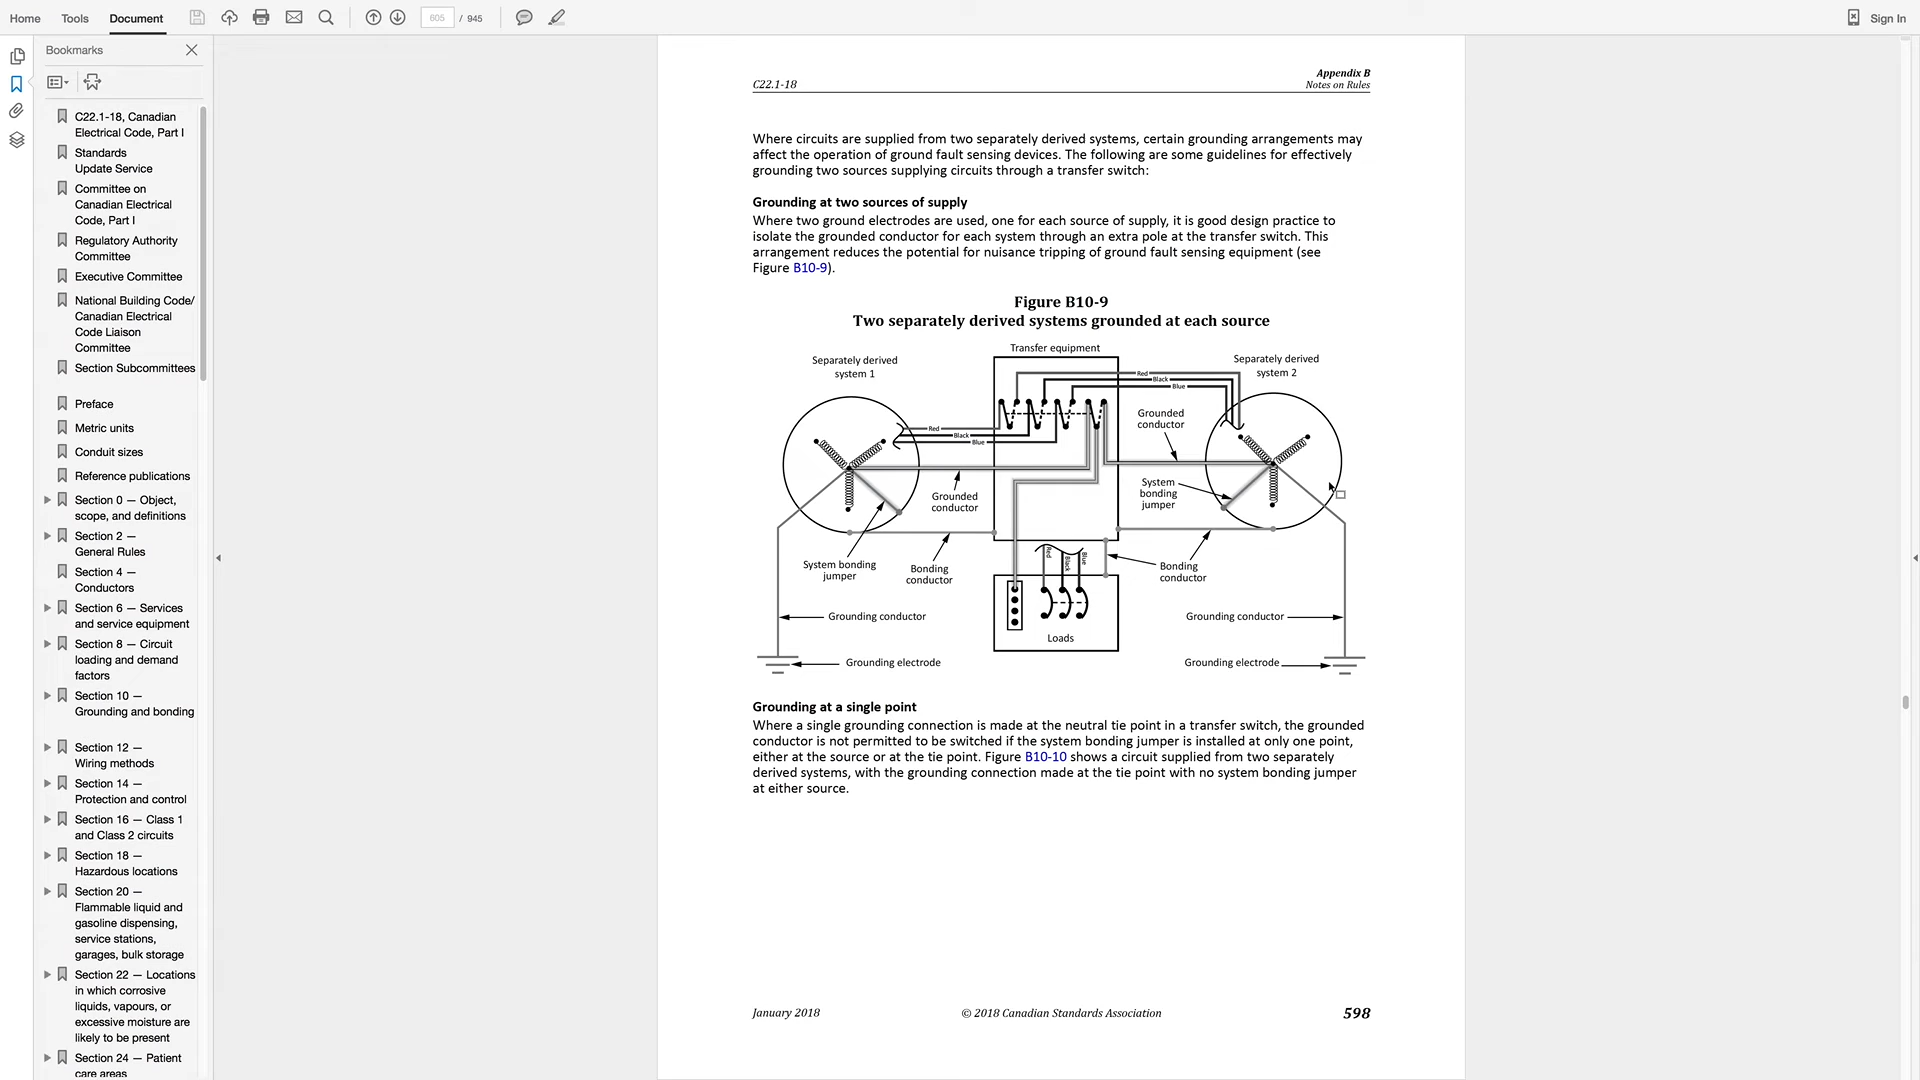 Home
Tools
Document
605
/ 945
Sign In
Bookmarks
C22.1-18, Canadian
Electrical Code, Part I
Standards
Update Service
Committee on
Canadian Electrical
Code, Part I
Regulatory Authority
Committee
Executive Committee
National Building Code/
Canadian Electrical
Code Liaison
Committee
Section Subcommittees
Preface
Metric units
Conduit sizes
Reference publications
Section 0 — Object,
scope, and definitions
Section 2 —
General Rules
Section 4 —
Conductors
Section 6 — Services
and service equipment
Section 8 — Circuit
loading and demand
factors
Section 10 —
Grounding and bonding
Section 12 —
Wiring methods
Section 14 —
Protection and control
Section 16 — Class 1
and Class 2 circuits
Section 18 —
Hazardous locations
Section 20 —
Flammable liquid and
gasoline dispensing,
service stations,
garages, bulk storage
Section 22 — Locations
in which corrosive
liquids, vapours, or
excessive moisture are
likely to be present
Section 24 — Patient
care areas
C22.1-18
Appendix B
Notes on Rules
Where circuits are supplied from two separately derived systems, certain grounding arrangements may
affect the operation of ground fault sensing devices. The following are some guidelines for effectively
grounding two sources supplying circuits through a transfer switch:
Grounding at two sources of supply
Where two ground electrodes are used, one for each source of supply, it is good design practice to
isolate the grounded conductor for each system through an extra pole at the transfer switch. This
arrangement reduces the potential for nuisance tripping of ground fault sensing equipment (see
Figure B10-9).
Figure B10-9
Two separately derived systems grounded at each source
Transfer equipment
Separately derived
system 1
Separately derived
system 2
Red
Black
Blue
Red
Black
Blue
Grounded
conductor
Grounded
conductor
System
bonding
jumper
System bonding
jumper
Bonding
conductor
Red
Black
Blue
Bonding
conductor
Grounding conductor
Grounding conductor
Loads
Grounding electrode
Grounding electrode
Grounding at a single point
Where a single grounding connection is made at the neutral tie point in a transfer switch, the grounded
conductor is not permitted to be switched if the system bonding jumper is installed at only one point,
either at the source or at the tie point. Figure B10-10 shows a circuit supplied from two separately
derived systems, with the grounding connection made at the tie point with no system bonding jumper
at either source.
January 2018
© 2018 Canadian Standards Association
598